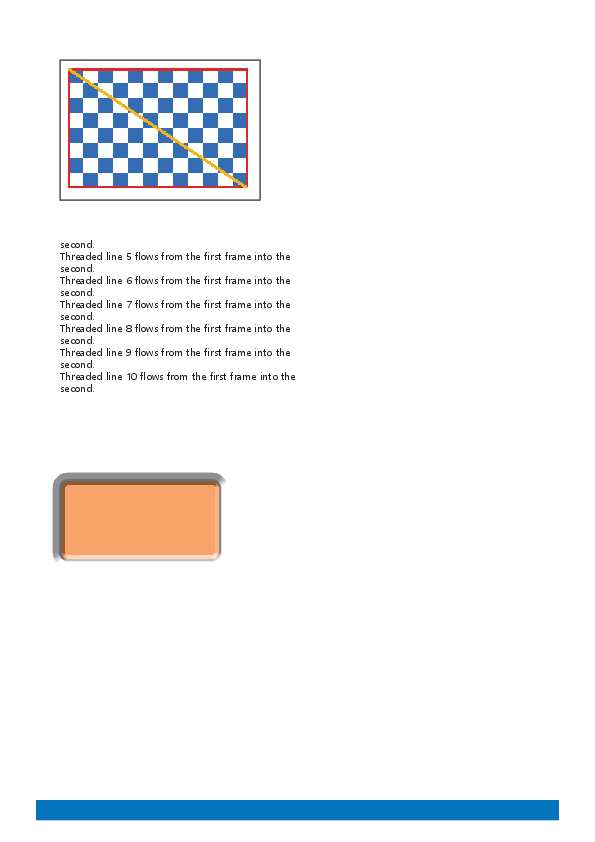 second.
Threaded line 5 flows from the first frame into the
second.
Threaded line 6 flows from the first frame into the
second.
Threaded line 7 flows from the first frame into the
second.
Threaded line 8 flows from the first frame into the
second.
Threaded line 9 flows from the first frame into the
second.
Threaded line 10 flows from the first frame into the
second.